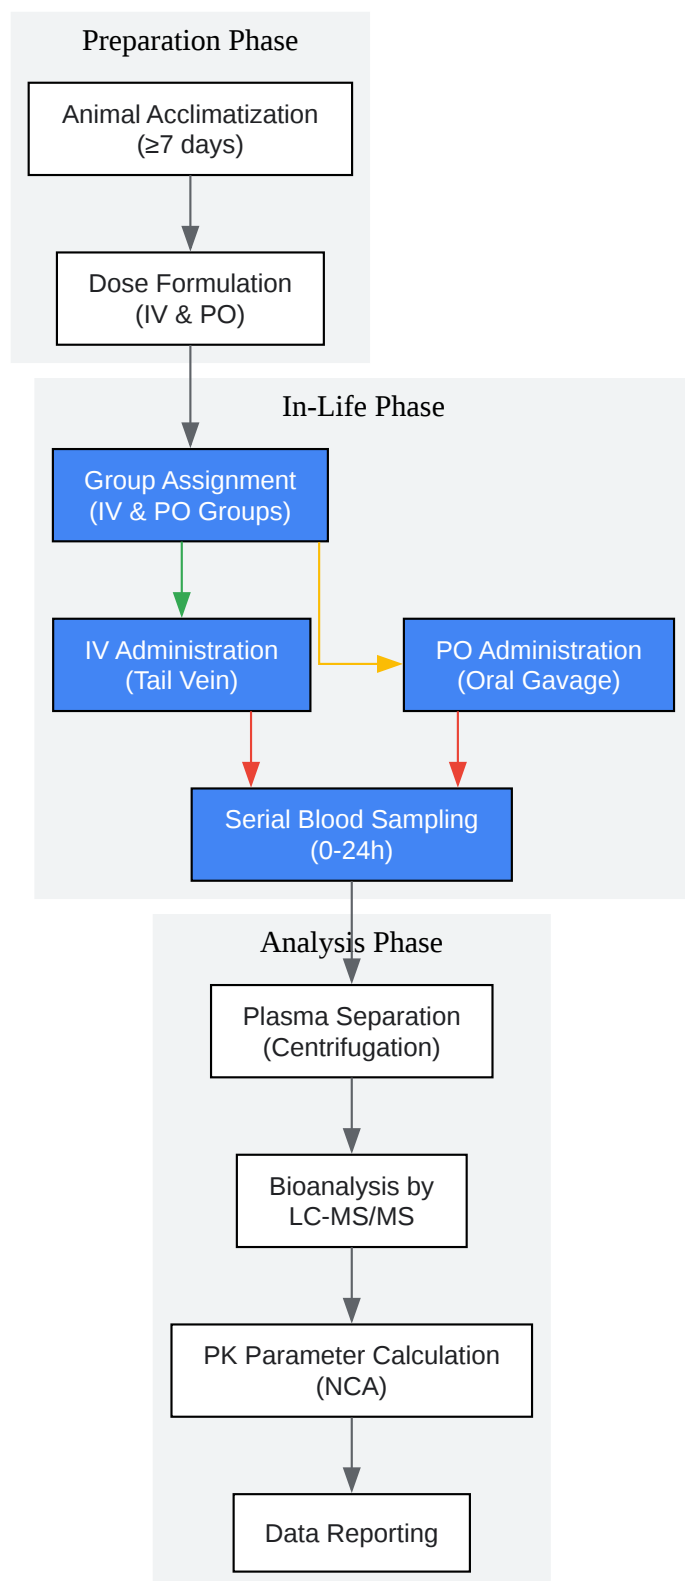 Preparation Phase
Animal Acclimatization
(≥7 days)
Dose Formulation
(IV & PO)
In-Life Phase
Group Assignment
(IV & PO Groups)
IV Administration
(Tail Vein)
PO Administration
(Oral Gavage)
Serial Blood Sampling
(0-24h)
Analysis Phase
Plasma Separation
(Centrifugation)
Bioanalysis by
LC-MS/MS
PK Parameter Calculation
(NCA)
Data Reporting